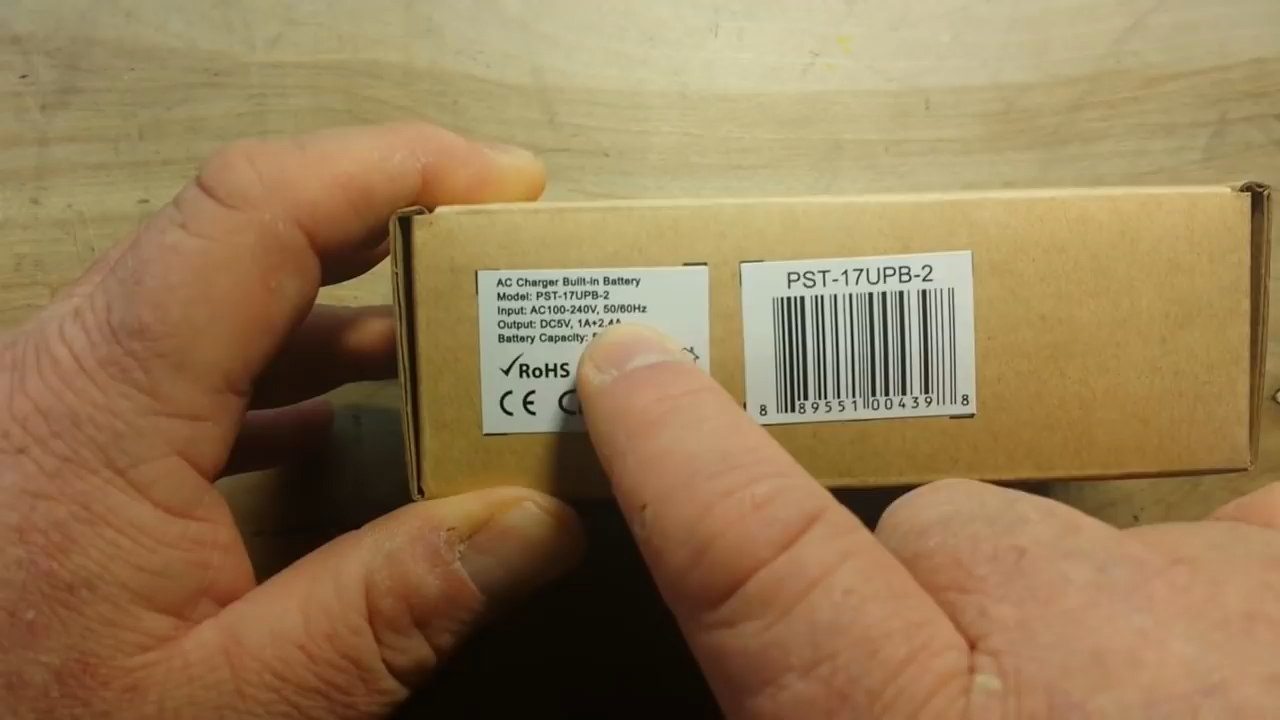 AC Charger Built-in Battery
Model: PST-17UPB-2
Input: AC100-240V, 50/60Hz
Output: DC5V, 1A+2.4A
Battery Capacity:
RoHS
CE
PST-17UPB-2
8 89551 00439 8